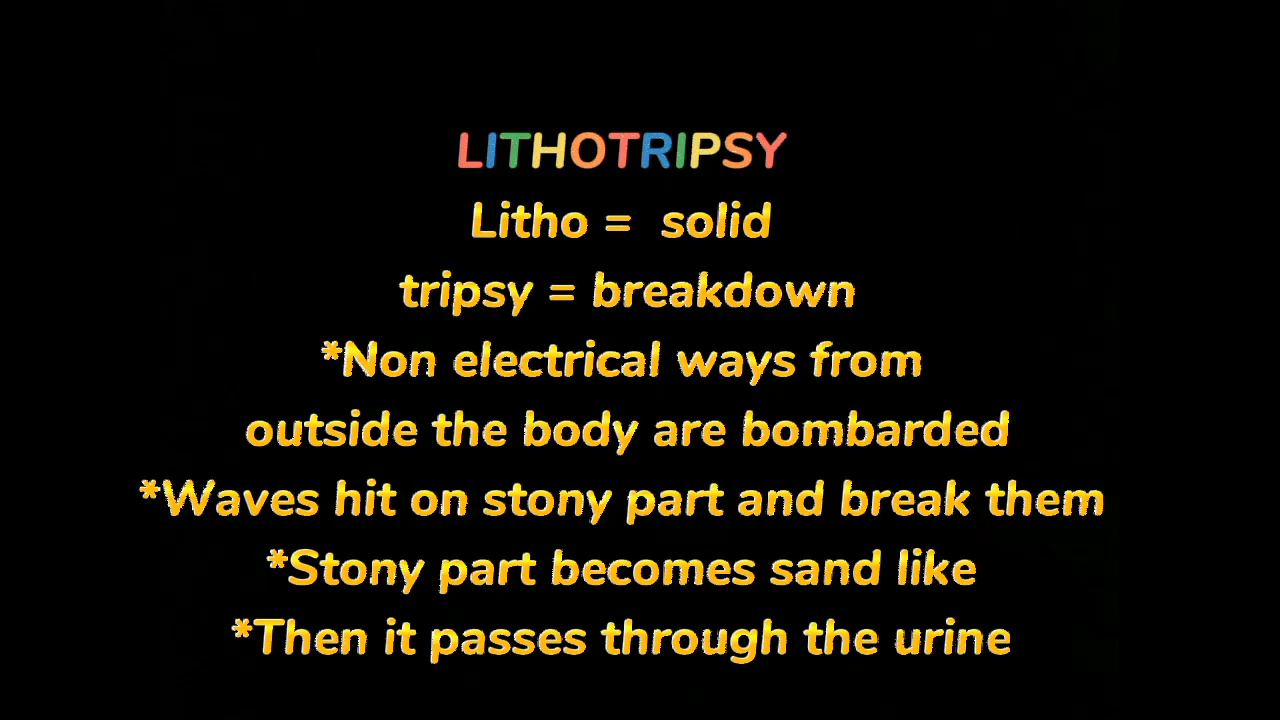 LITHOTRIPSY
Litho = solid
tripsy = breakdown
*Non electrical ways from
outside the body are bombarded
*Waves hit on stony part and break them
*Stony part becomes sand like
*Then it passes through the urine